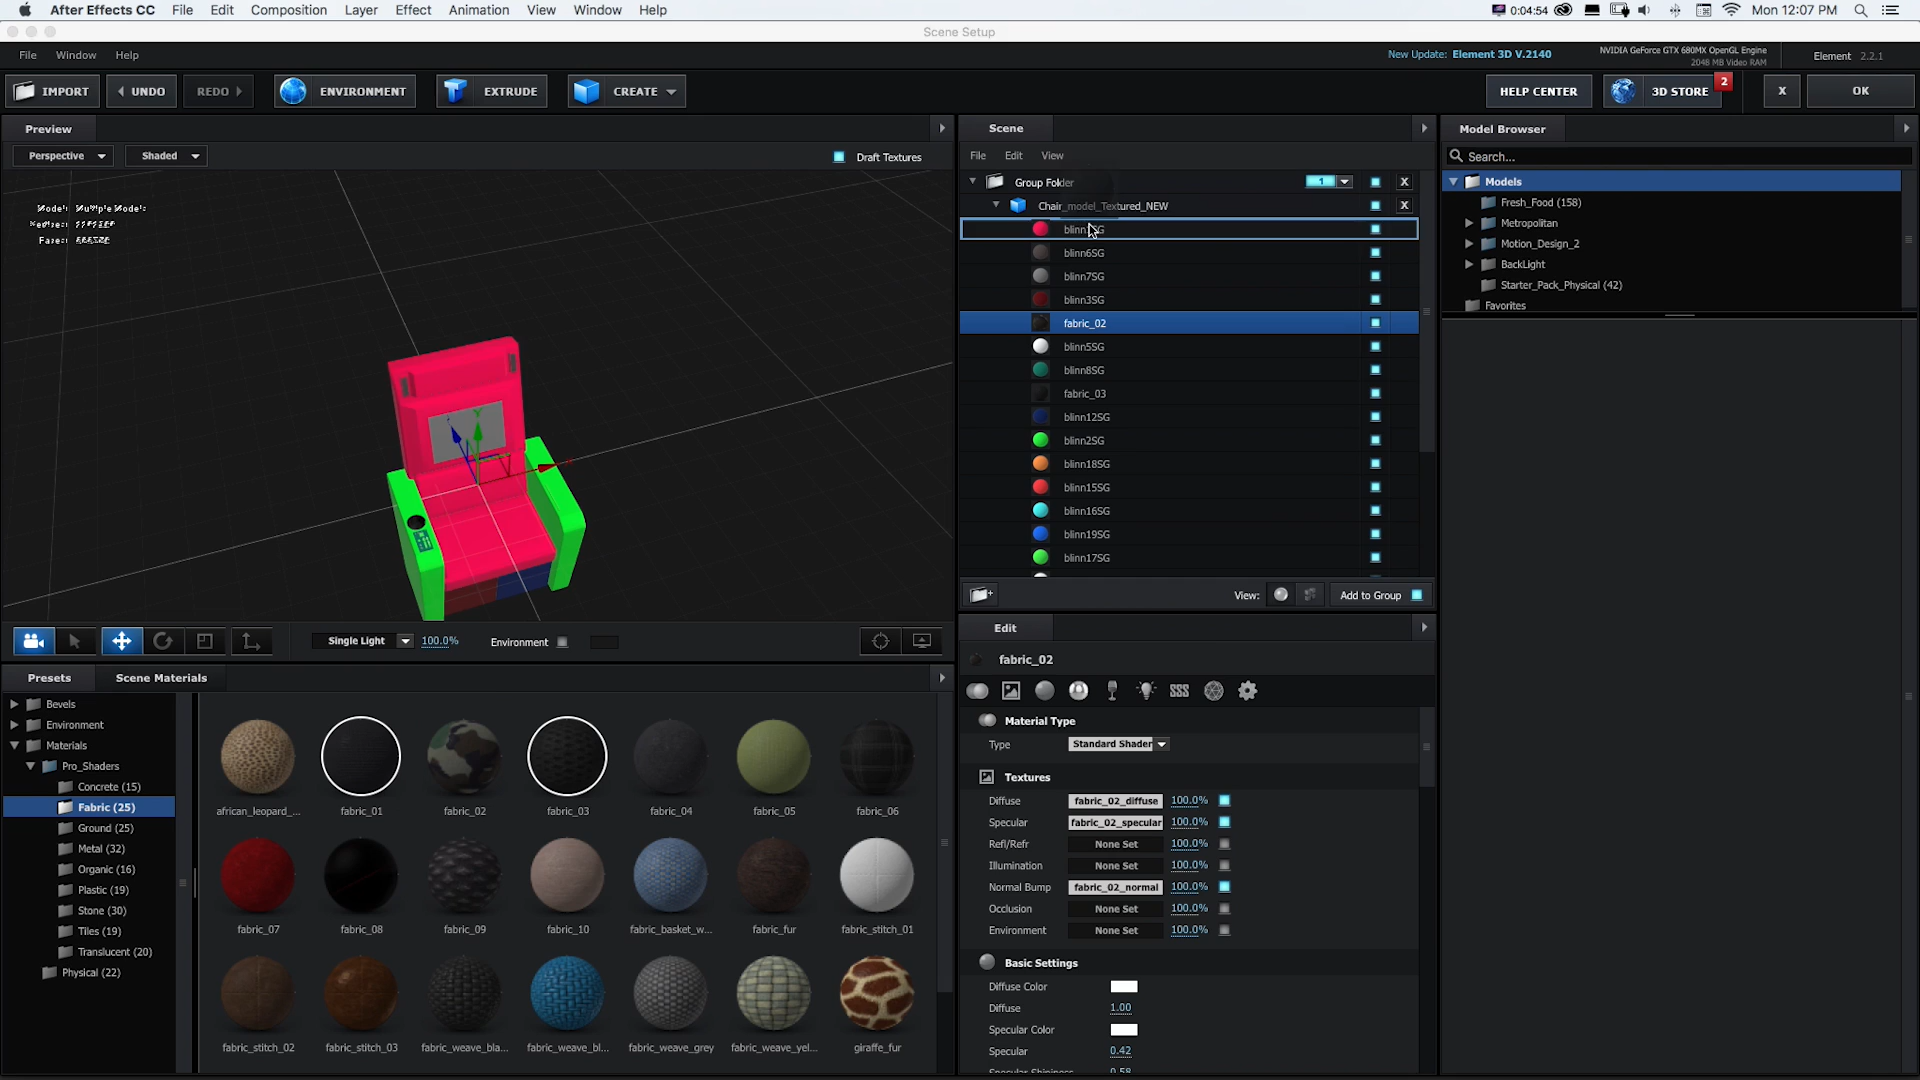 After Effects CC File Edit Composition Layer Effect Animation View Window Help 0:04:54 Mon 12:07 PM
Scene Setup
File Window Help New Update: Element 3D V.2140 NVIDIA GeForce GTX 680MX OpenGL Engine Element 2.2.1
2048 MB Video RAM
IMPORT UNDO REDO ENVIRONMENT EXTRUDE CREATE HELP CENTER 3D STORE 2 X OK
Preview
Perspective Shaded Draft Textures
Scene
File Edit View
Group Folder 1 X
Chair_model_Textured_NEW X
blinn6SG
blinn7SG
blinn3SG
fabric_02
blinn5SG
blinn8SG
fabric_03
blinn12SG
blinn2SG
blinn18SG
blinn15SG
blinn16SG
blinn19SG
blinn17SG
View: Add to Group
Model Browser
Search...
Models
Fresh_Food (158)
Metropolitan
Motion_Design_2
BackLight
Starter_Pack_Physical (42)
Favorites
Y
Single Light 100.0% Environment
Presets Scene Materials
Bevels
Environment
Materials
Pro_Shaders
Concrete (15)
Fabric (25)
Ground (25)
Metal (32)
Organic (16)
Plastic (19)
Stone (30)
Tiles (19)
Translucent (20)
Physical (22)
african_leopard_... fabric_01 fabric_02 fabric_03 fabric_04 fabric_05 fabric_06
fabric_07 fabric_08 fabric_09 fabric_10 fabric_basket_w... fabric_fur fabric_stitch_01
fabric_stitch_02 fabric_stitch_03 fabric_weave_bla... fabric_weave_bl... fabric_weave_grey fabric_weave_yel... giraffe_fur
Edit
fabric_02
Material Type
Type Standard Shader
Textures
Diffuse fabric_02_diffuse 100.0%
Specular fabric_02_specular 100.0%
Refl/Refr None Set 100.0%
Illumination None Set 100.0%
Normal Bump fabric_02_normal 100.0%
Occlusion None Set 100.0%
Environment None Set 100.0%
Basic Settings
Diffuse Color
Diffuse 1.00
Specular Color
Specular 0.42
Specular Shininess 0.58